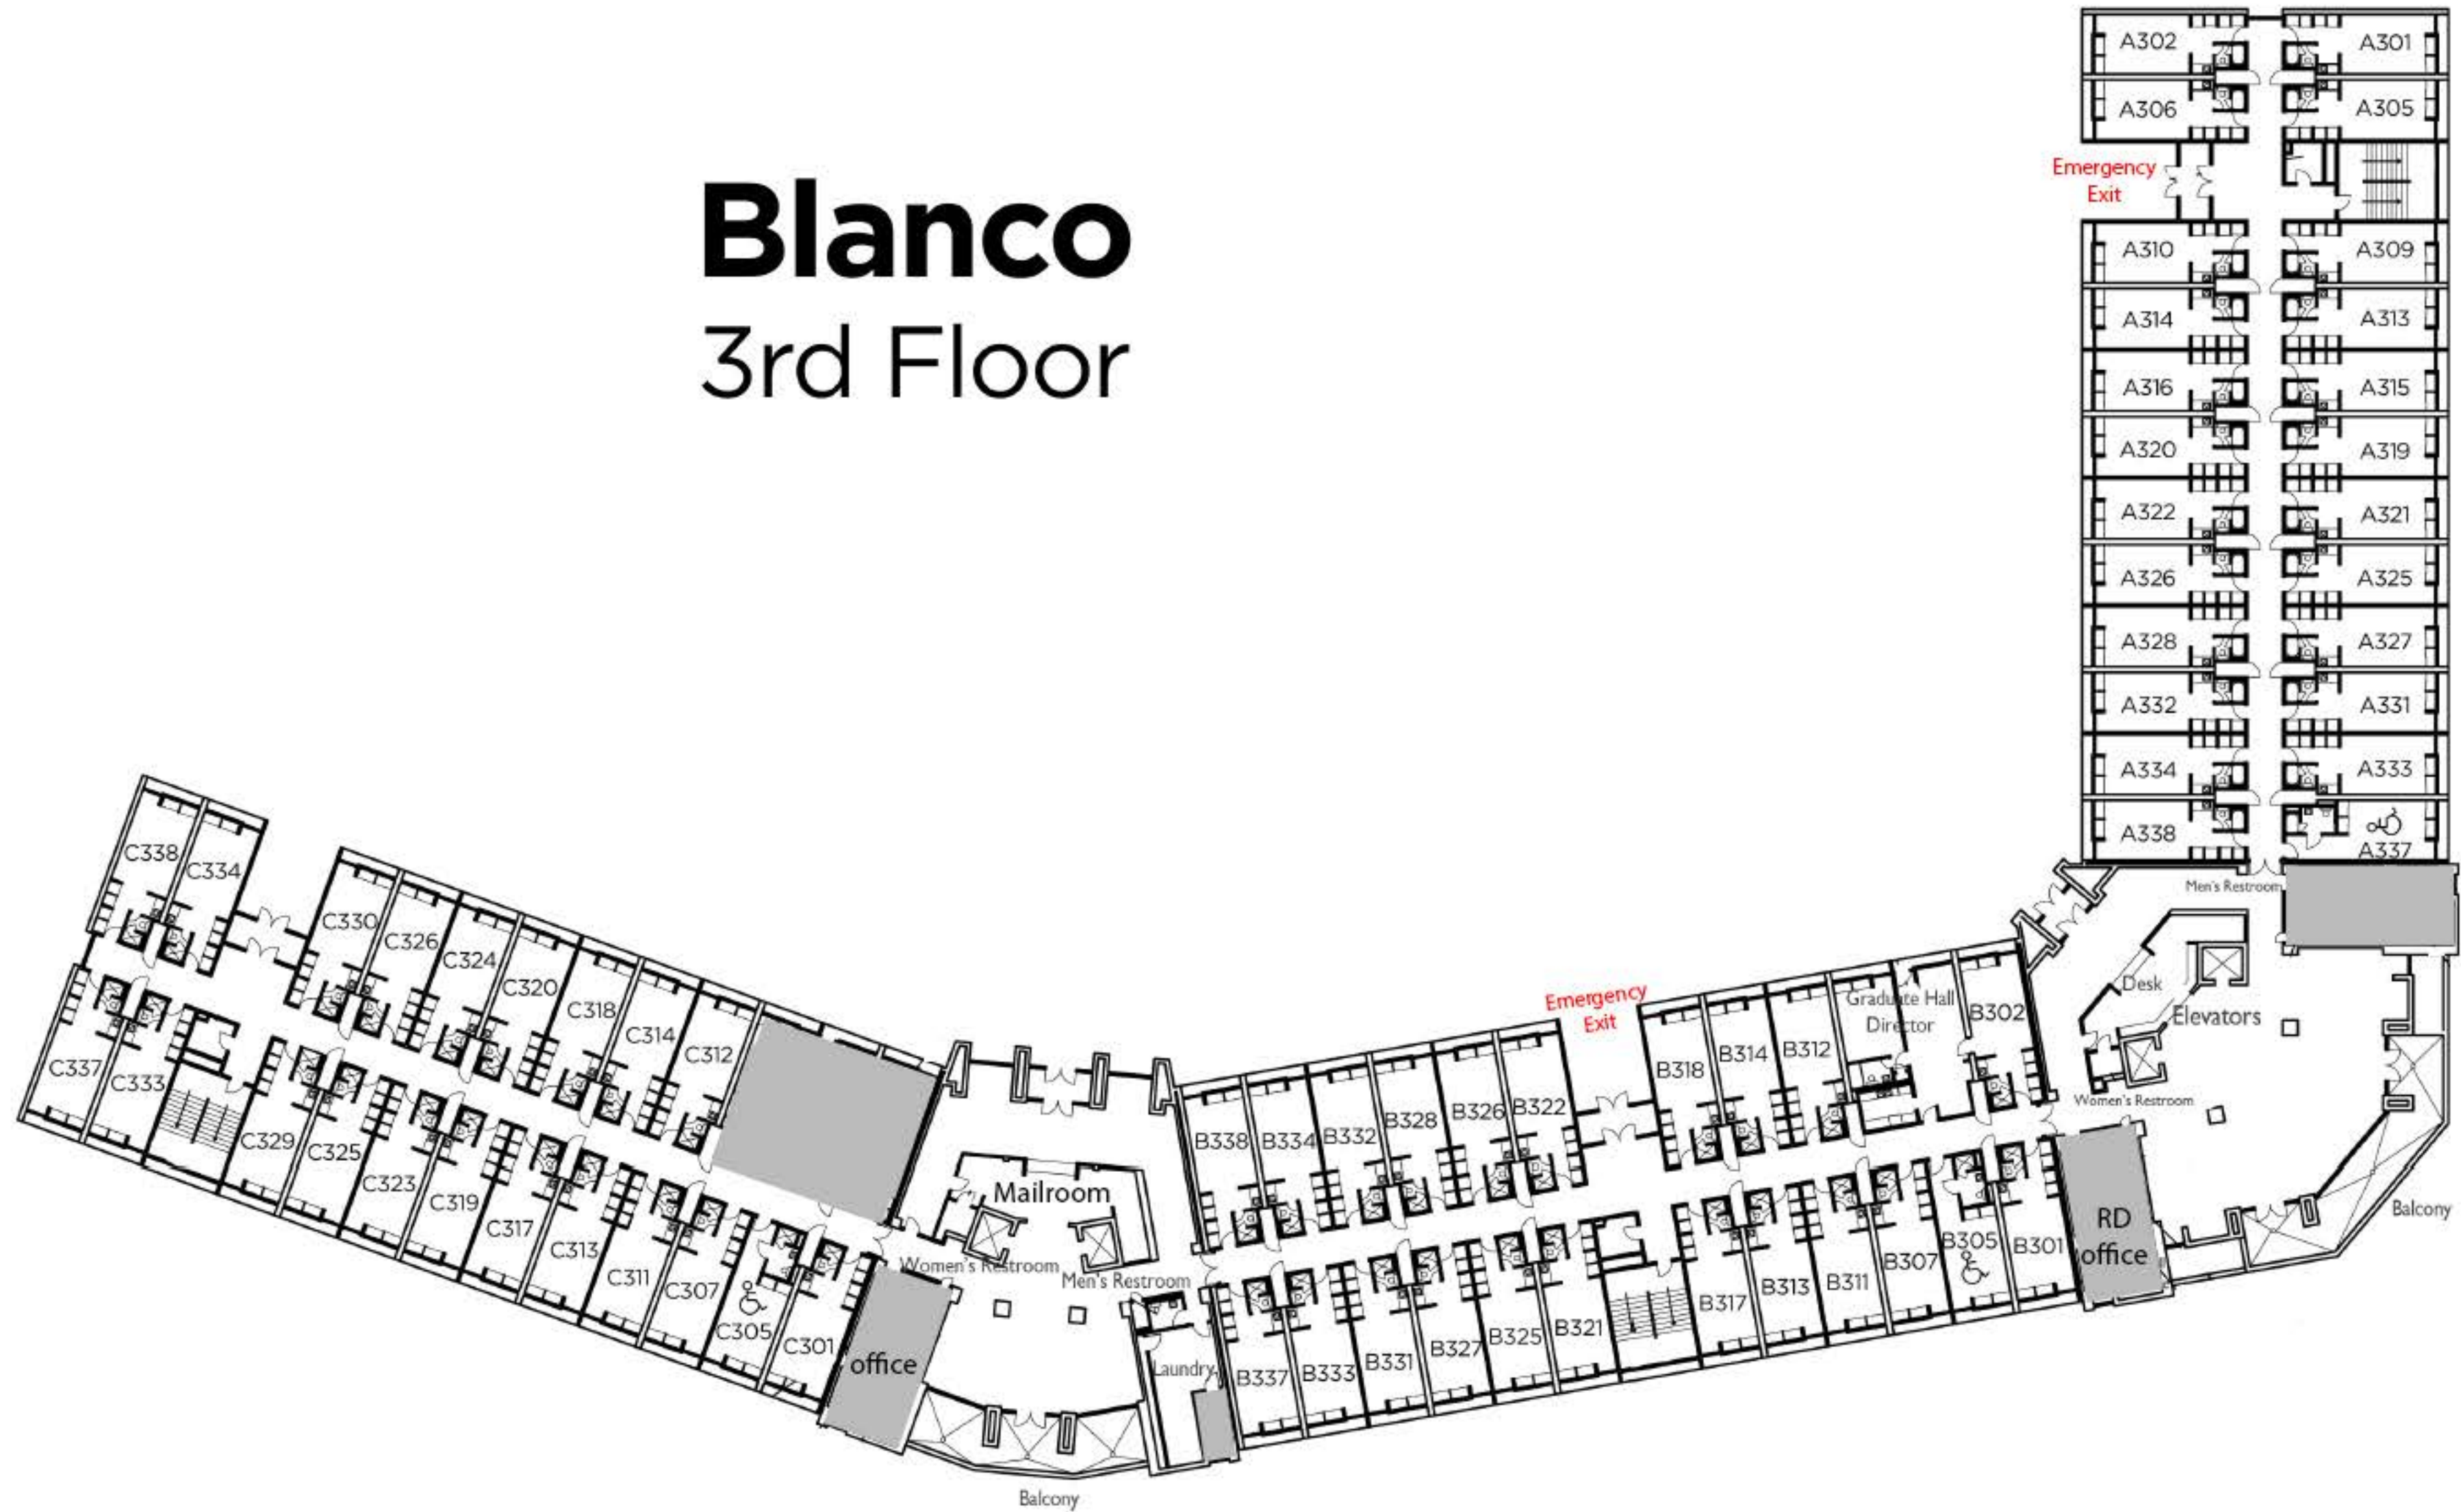 Blanco
3rd Floor
A302
A301
A306
A305
Emergency
Exit
A310
A309
A314
A313
A316
A315
A320
A319
A322
A321
A326
A325
A328
A327
A332
A331
A334
A333
A338
A337
Men's Restroom
Desk
Elevators
Women's Restroom
Balcony
RD
office
Emergency
Exit
Graduate Hall
Director
B302
B312
B314
B318
B322
B326
B328
B332
B334
B338
B301
B305
B307
B311
B313
B317
B321
B325
B327
B331
B333
B337
Laundry
Mailroom
Women's Restroom
Men's Restroom
Balcony
office
C338
C334
C330
C326
C324
C320
C318
C314
C312
C337
C333
C329
C325
C323
C319
C317
C313
C311
C307
C305
C301